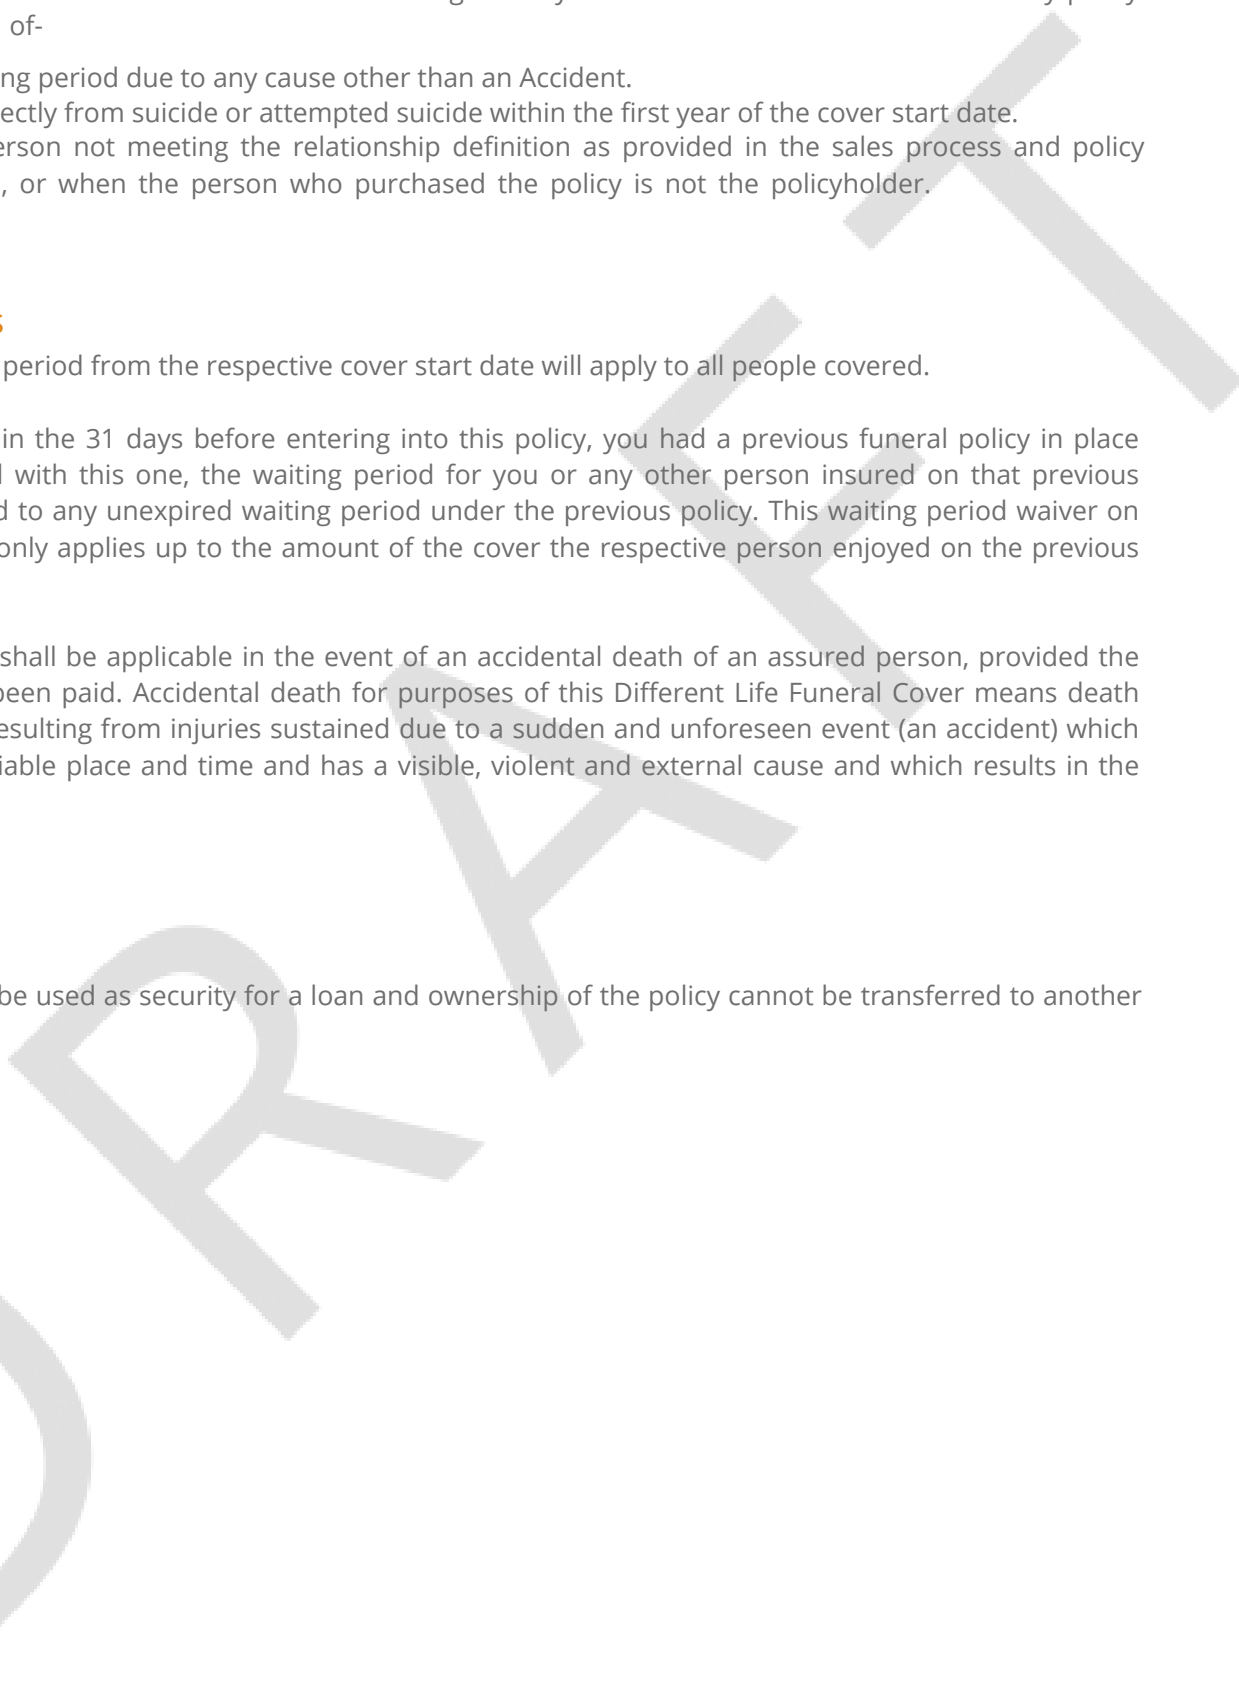 of-
ng period due to any cause other than an Accident.
ectly from suicide or attempted suicide within the first year of the cover start date.
erson not meeting the relationship definition as provided in the sales process and policy
, or when the person who purchased the policy is not the policyholder.
s
period from the respective cover start date will apply to all people covered.
in the 31 days before entering into this policy, you had a previous funeral policy in place
with this one, the waiting period for you or any other person insured on that previous
d to any unexpired waiting period under the previous policy. This waiting period waiver on
only applies up to the amount of the cover the respective person enjoyed on the previous
shall be applicable in the event of an accidental death of an assured person, provided the
been paid. Accidental death for purposes of this Different Life Funeral Cover means death
esulting from injuries sustained due to a sudden and unforeseen event (an accident) which
iable place and time and has a visible, violent and external cause and which results in the
be used as security for a loan and ownership of the policy cannot be transferred to another
DRAFT